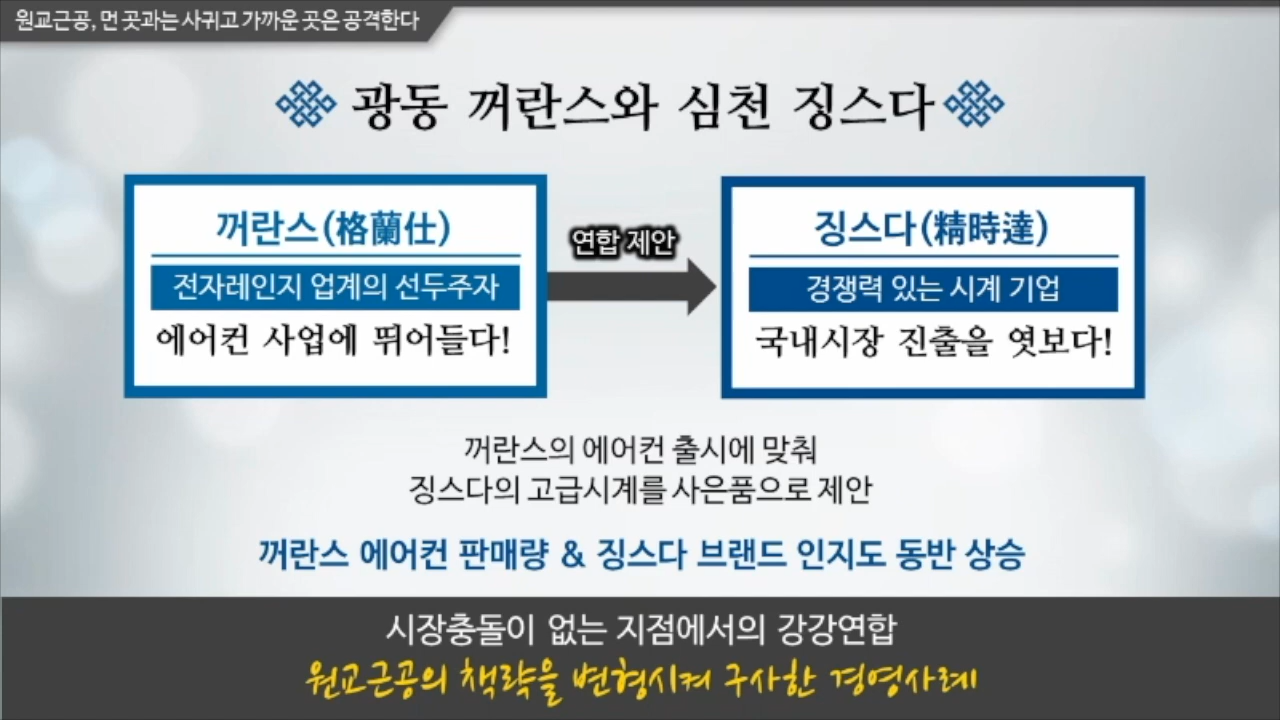 원교근공, 먼 곳과는 사귀고 가까운 곳은 공격한다
광동 꺼란스와 심천 징스다
꺼란스(格蘭仕)
전자레인지 업계의 선두주자
에어컨 사업에 뛰어들다!
연합 제안
징스다(精時達)
경쟁력 있는 시계 기업
국내시장 진출을 엿보다!
꺼란스의 에어컨 출시에 맞춰
징스다의 고급시계를 사은품으로 제안
꺼란스 에어컨 판매량 & 징스다 브랜드 인지도 동반 상승
시장충돌이 없는 지점에서의 강강연합
원교근공의 책략을 변형시켜 구사한 경영사례